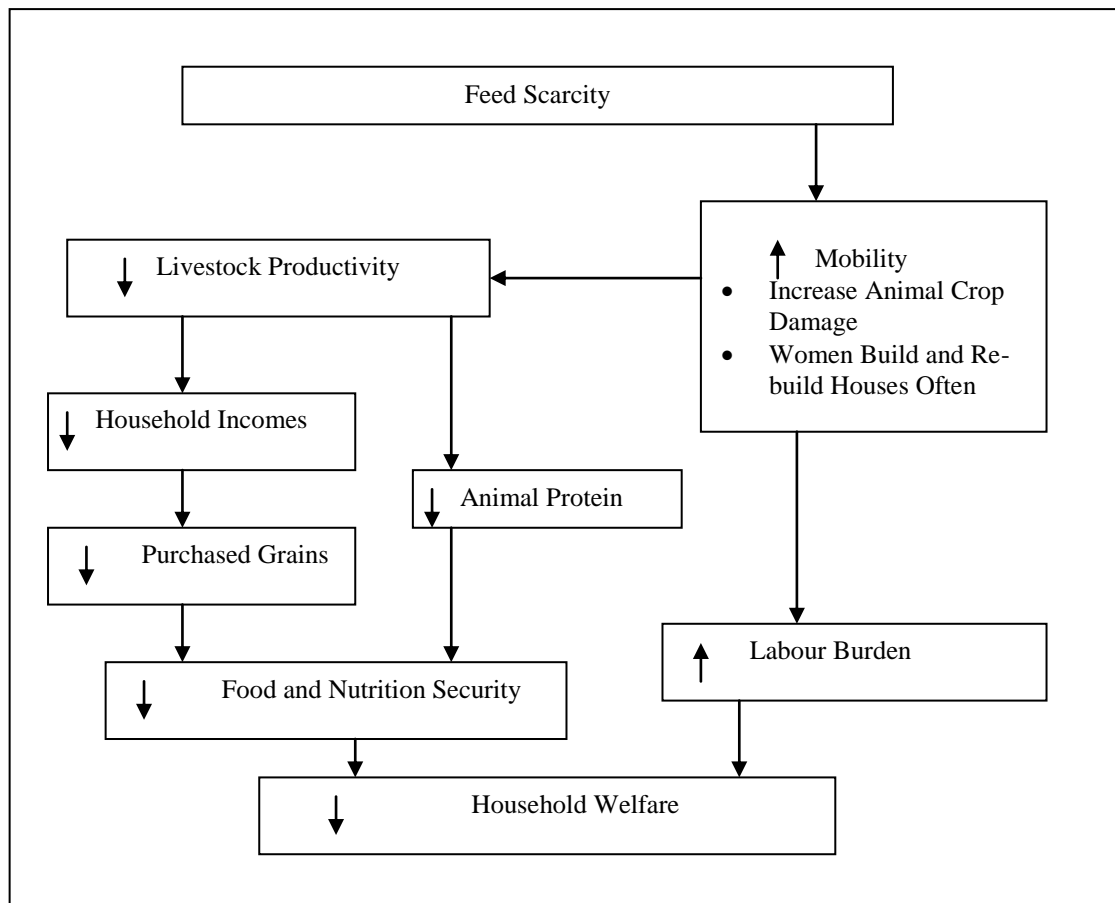 Feed Scarcity
Mobility
• Increase Animal Crop
Damage
• Women Build and Re-
build Houses Often
Livestock Productivity
Household Incomes
Animal Protein
Purchased Grains
Labour Burden
Food and Nutrition Security
Household Welfare